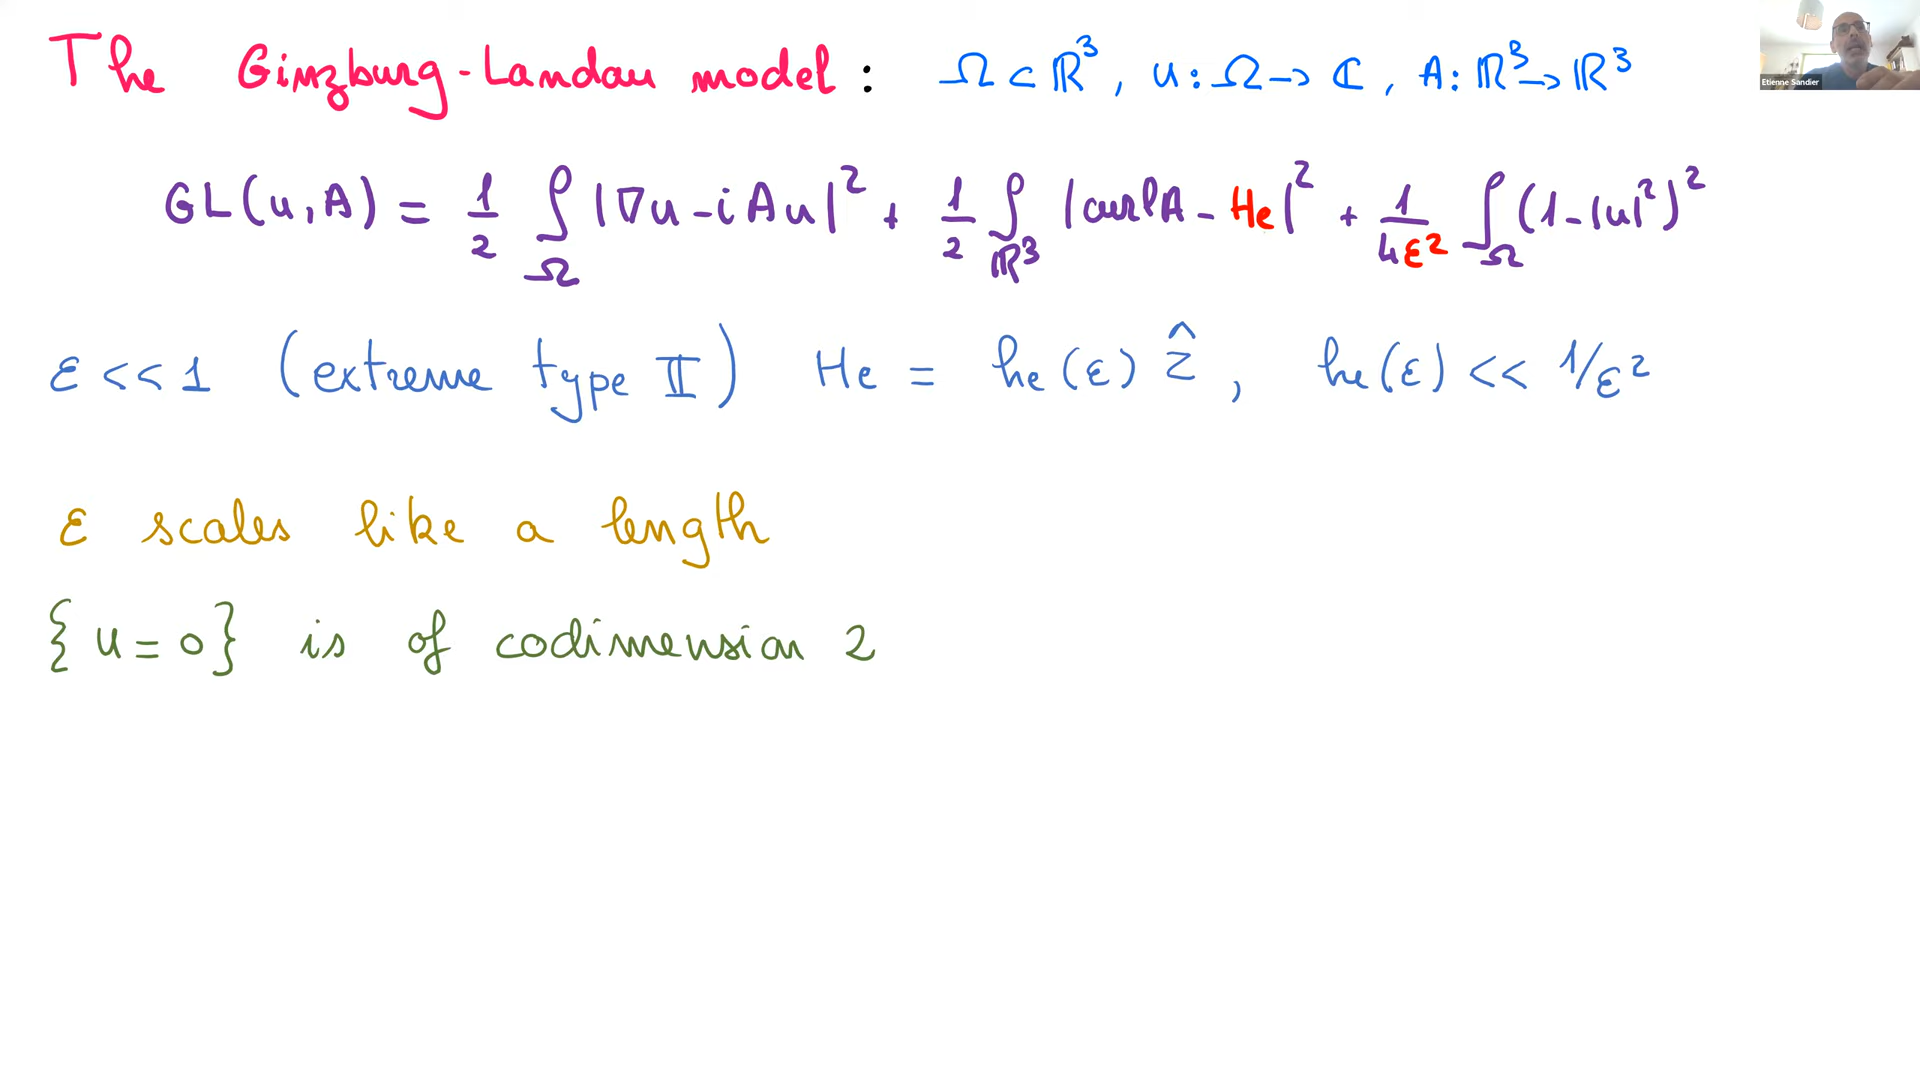 The Ginzburg-Landau model : Ω ⊂ ℝ³, u: Ω → ℂ, A: ℝ³ → ℝ³
Etienne Sandier
GL(u,A) = 1/2 ∫_Ω |∇u - iAu|² + 1/2 ∫_ℝ³ |curl A - He|² + 1/(4ε²) ∫_Ω (1-|u|²)²
ε << 1 (extreme type II) He = he(ε) ẑ, he(ε) << 1/ε²
ε scales like a length
{u = 0} is of codimension 2